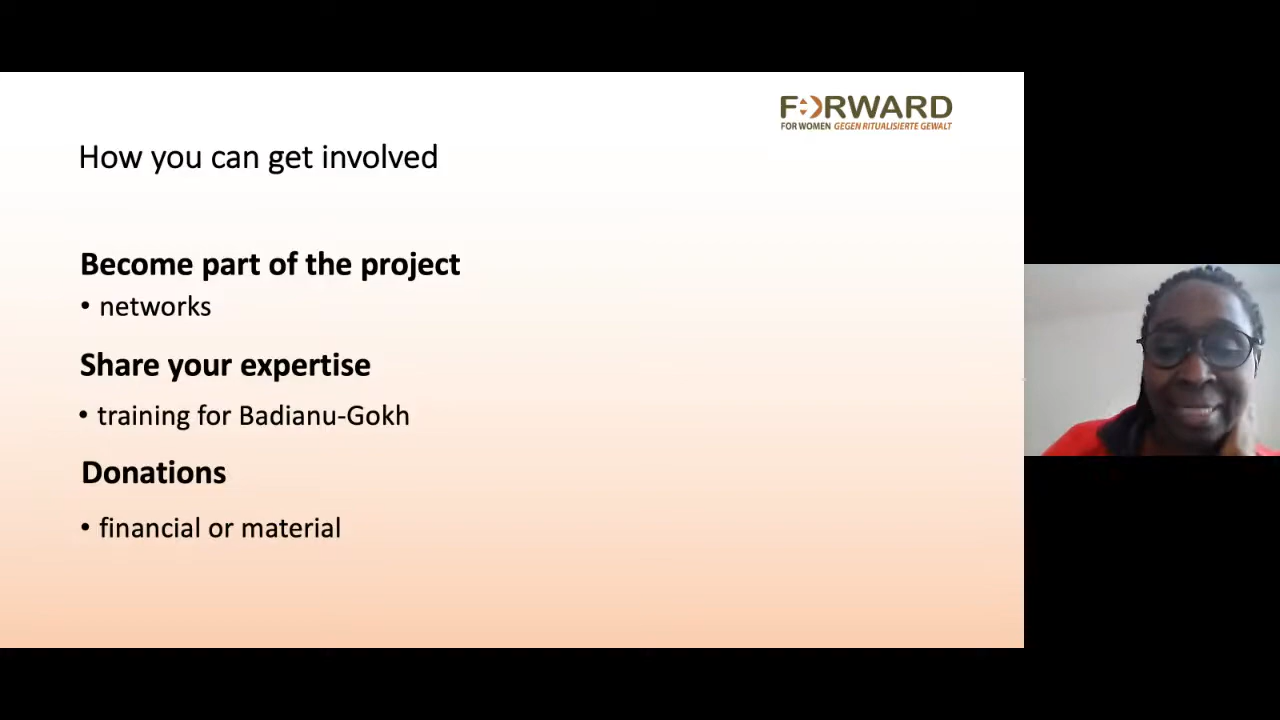 FORWARD
FOR WOMEN GEGEN RITUALISIERTE GEWALT
How you can get involved
Become part of the project
• networks
Share your expertise
• training for Badianu-Gokh
Donations
• financial or material